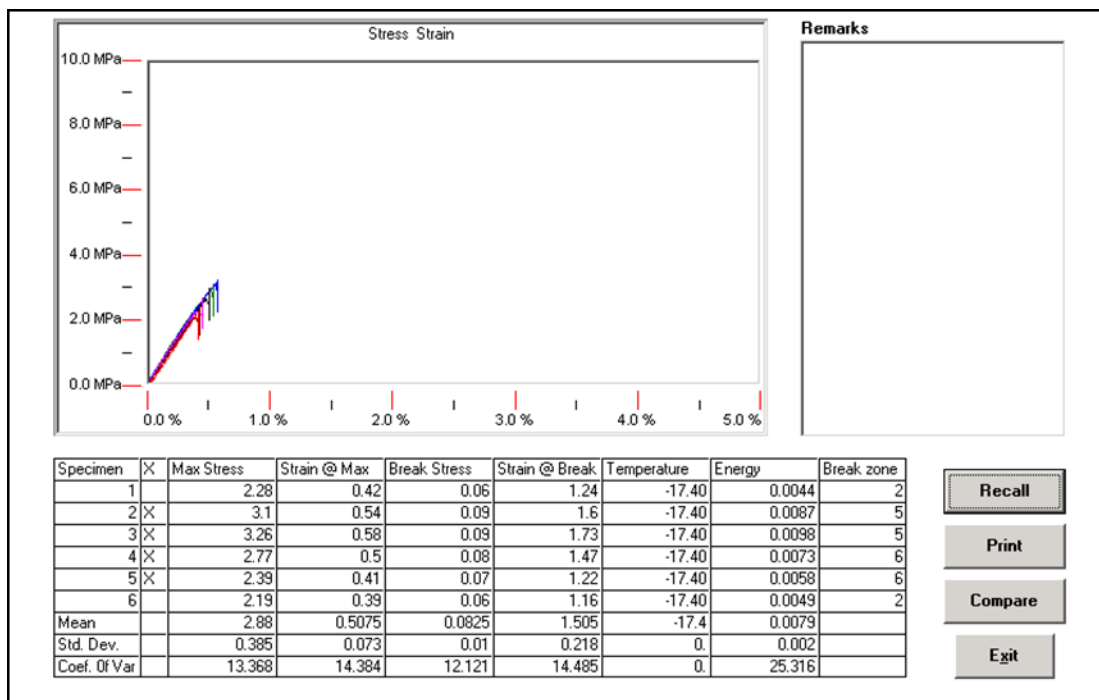 Stress Strain
10.0 MPa
8.0 MPa
6.0 MPa
4.0 MPa
2.0 MPa
0.0 MPa
0.0 % 1.0 % 2.0 % 3.0 % 4.0 % 5.0 %
Remarks
Specimen X Max Stress Strain @ Max Break Stress Strain @ Break Temperature Energy Break zone
1 2.28 0.42 0.06 1.24 -17.40 0.0044 2
2 X 3.1 0.54 0.09 1.6 -17.40 0.0087 5
3 X 3.26 0.58 0.09 1.73 -17.40 0.0098 5
4 X 2.77 0.5 0.08 1.47 -17.40 0.0073 6
5 X 2.39 0.41 0.07 1.22 -17.40 0.0058 6
6 2.19 0.39 0.06 1.16 -17.40 0.0049 2
Mean 2.88 0.5075 0.0825 1.505 -17.4 0.0079
Std. Dev. 0.385 0.073 0.01 0.218 0. 0.002
Coef. Of Var 13.368 14.384 12.121 14.485 0. 25.316
Recall
Print
Compare
Exit